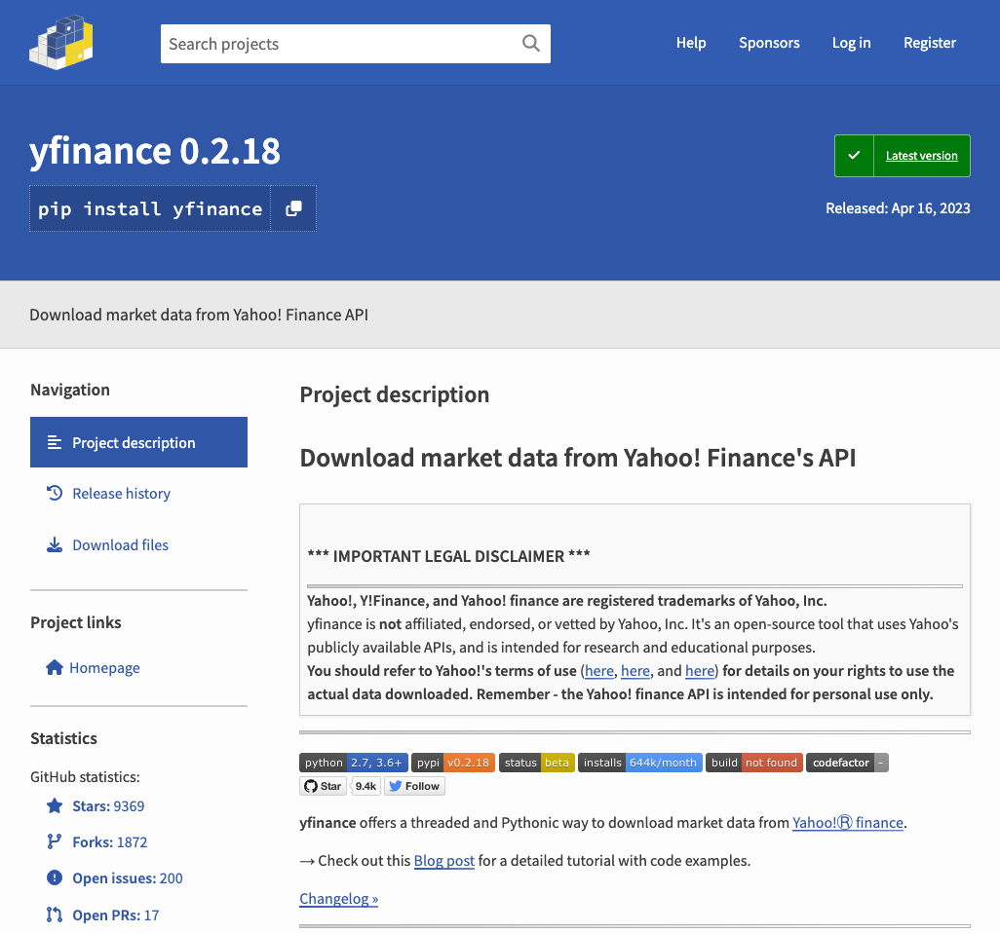 Search projects
Help
Sponsors
Log in
Register
yfinance 0.2.18
pip install yfinance
Latest version
Released: Apr 16, 2023
Download market data from Yahoo! Finance API
Navigation
Project description
Release history
Download files
Project links
Homepage
Statistics
GitHub statistics:
Stars: 9369
Forks: 1872
Open issues: 200
Open PRs: 17
Project description
Download market data from Yahoo! Finance's API
*** IMPORTANT LEGAL DISCLAIMER ***
Yahoo!, Y!Finance, and Yahoo! finance are registered trademarks of Yahoo, Inc.
yfinance is not affiliated, endorsed, or vetted by Yahoo, Inc. It's an open-source tool that uses Yahoo's
publicly available APIs, and is intended for research and educational purposes.
You should refer to Yahoo!'s terms of use (here, here, and here) for details on your rights to use the
actual data downloaded. Remember - the Yahoo! finance API is intended for personal use only.
python 2.7, 3.6+ pypi v0.2.18 status beta installs 644k/month build not found codefactor -
Star 9.4k Follow
yfinance offers a threaded and Pythonic way to download market data from Yahoo!Ⓡ finance.
→ Check out this Blog post for a detailed tutorial with code examples.
Changelog »